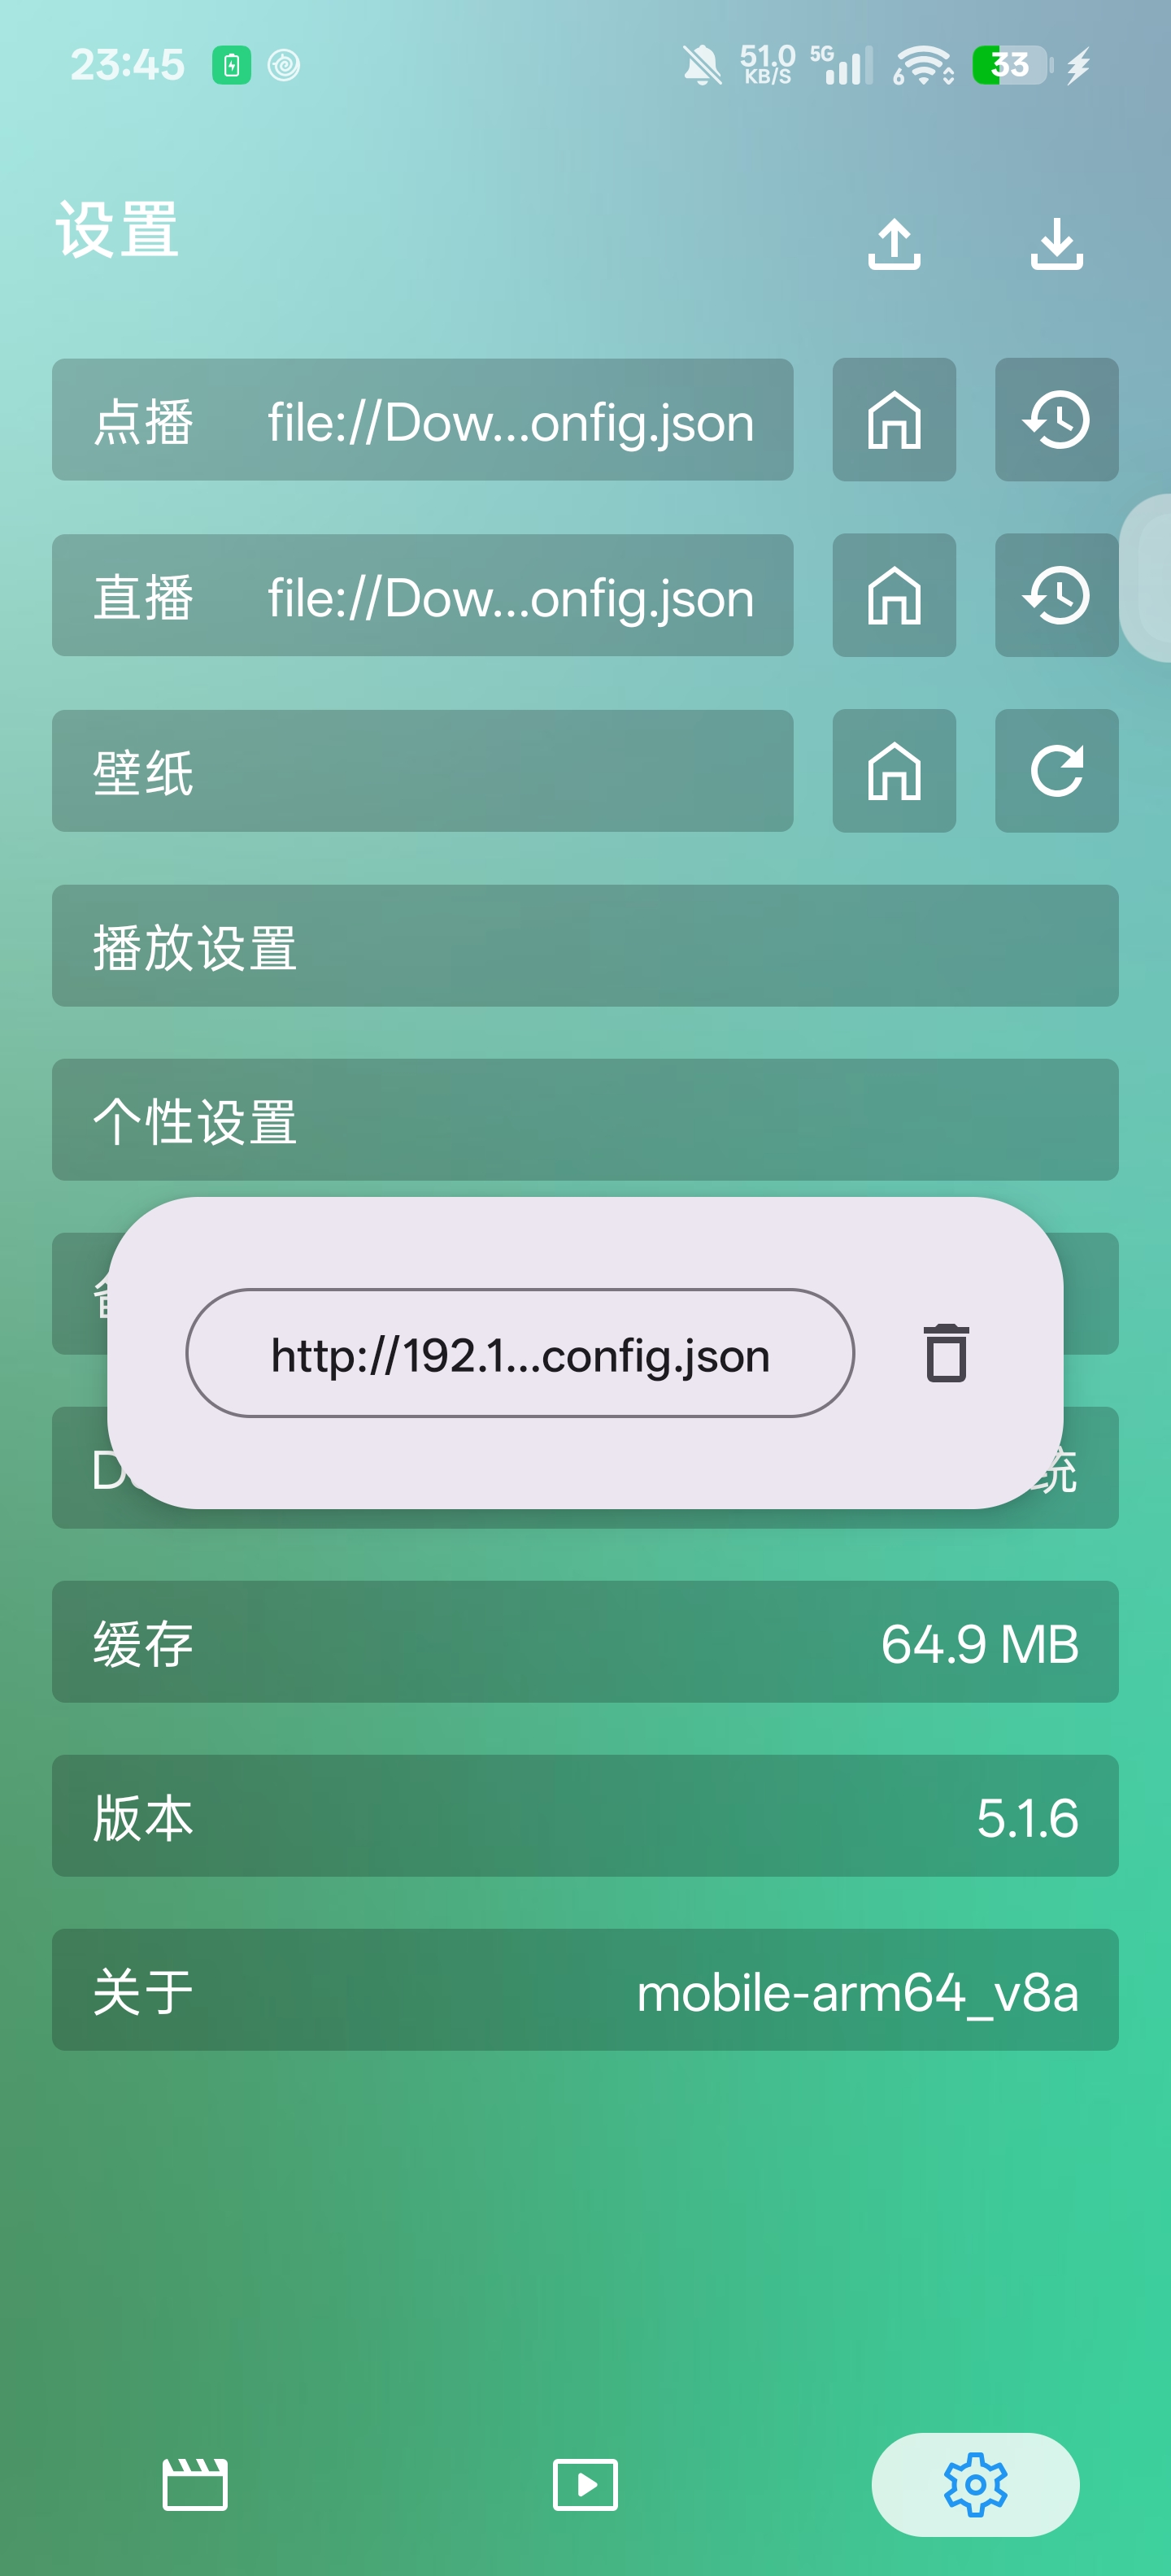 23:45 51.0 KB/S 5G 6 33
设置
点播 file://Dow...onfig.json
直播 file://Dow...onfig.json
壁纸
播放设置
个性设置
http://192.1...config.json
D 统
缓存 64.9 MB
版本 5.1.6
关于 mobile-arm64_v8a